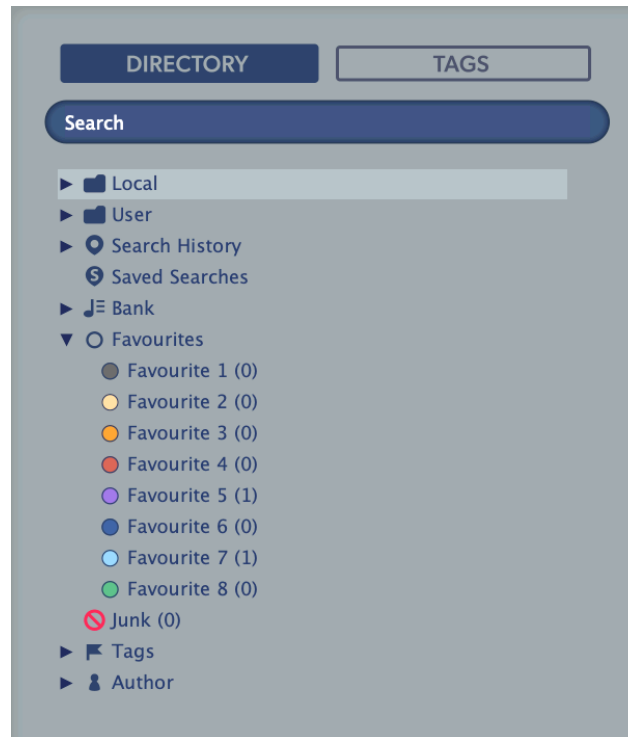 DIRECTORY TAGS
Search
Local
User
Search History
Saved Searches
Bank
Favourites
Favourite 1 (0)
Favourite 2 (0)
Favourite 3 (0)
Favourite 4 (0)
Favourite 5 (1)
Favourite 6 (0)
Favourite 7 (1)
Favourite 8 (0)
Junk (0)
Tags
Author